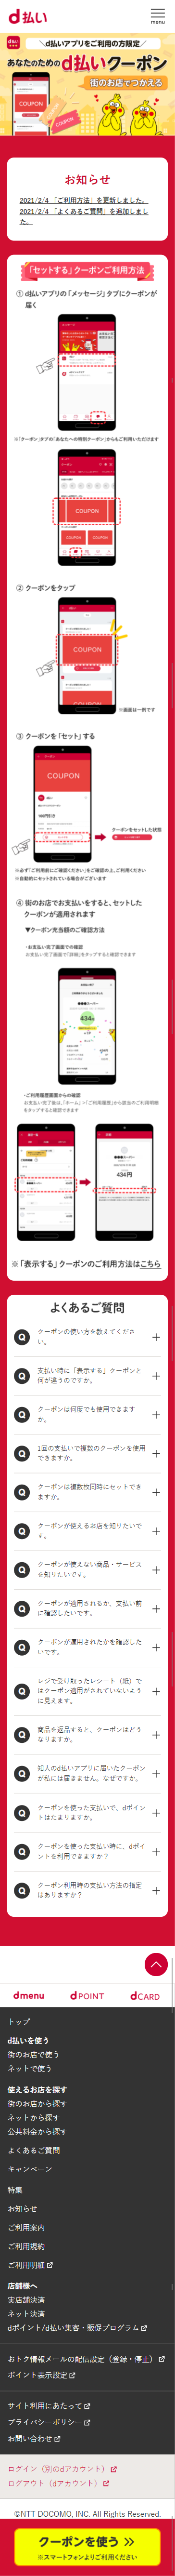 d払い
menu
d払い
＼d払いアプリをご利用の方限定／
あなたのためのd払いクーポン
街のお店でつかえる
COUPON
お知らせ
2021/2/4 「ご利用方法」を更新しました。
2021/2/4 「よくあるご質問」を追加しまし
た。
「セットする」クーポンご利用方法
① d払いアプリの「メッセージ」タブにクーポンが
届く
※「クーポン」タブの「あなたへの特別クーポン」からもご利用いただけます
COUPON
COUPON
COUPON
② クーポンをタップ
COUPON
※画面は一例です
③ クーポンを「セット」する
COUPON
クーポンをセットした状態
※必ず「ご利用前にご確認ください」をご確認の上、ご利用ください
※自動的にセットされている場合がございます
④ 街のお店でお支払いをすると、セットした
クーポンが適用されます
▼クーポン充当額のご確認方法
・お支払い完了画面での確認
お支払い完了画面で「詳細」をタップすると確認できます
434
・ご利用履歴画面からの確認
お支払い完了後は、「ホーム」>「ご利用履歴」から該当のご利用明細
をタップすると確認できます
434円
※「表示する」クーポンのご利用方法はこちら
よくあるご質問
Q クーポンの使い方を教えてくださ
い。
Q 支払い時に「表示する」クーポンと
何が違うのですか。
Q クーポンは何度でも使用できます
か。
Q 1回の支払いで複数のクーポンを使用
できますか。
Q クーポンは複数枚同時にセットできま
すか。
Q クーポンが使えるお店を知りたいで
す。
Q クーポンが使えない商品・サービス
を知りたいです。
Q クーポンが適用されるか、支払い前
に確認したいです。
Q クーポンが適用されたかを確認した
いです。
Q レジで受け取ったレシート（紙）で
はクーポン適用がされていないよう
に見えます。
Q 商品を返品すると、クーポンはどう
なりますか。
Q 知人のd払いアプリに届いたクーポン
が私には届きません。なぜですか。
Q クーポンを使った支払いで、dポイン
トはたまりますか。
Q クーポンを使った支払い時に、dポイ
ントを利用できますか？
Q クーポン利用時の支払い方法の指定
はありますか？
dmenu
dPOINT
dCARD
トップ
d払いを使う
街のお店で使う
ネットで使う
使えるお店を探す
街のお店から探す
ネットから探す
公共料金から探す
よくあるご質問
キャンペーン
特集
お知らせ
ご利用案内
ご利用規約
ご利用明細
店舗様へ
実店舗決済
ネット決済
dポイント/d払い集客・販促プログラム
おトク情報メールの配信設定（登録・停止）
ポイント表示設定
サイト利用にあたって
プライバシーポリシー
お問い合わせ
ログイン（別のdアカウント）
ログアウト（dアカウント）
©NTT DOCOMO, INC. All Rights Reserved.
クーポンを使う
※スマートフォンよりご利用ください